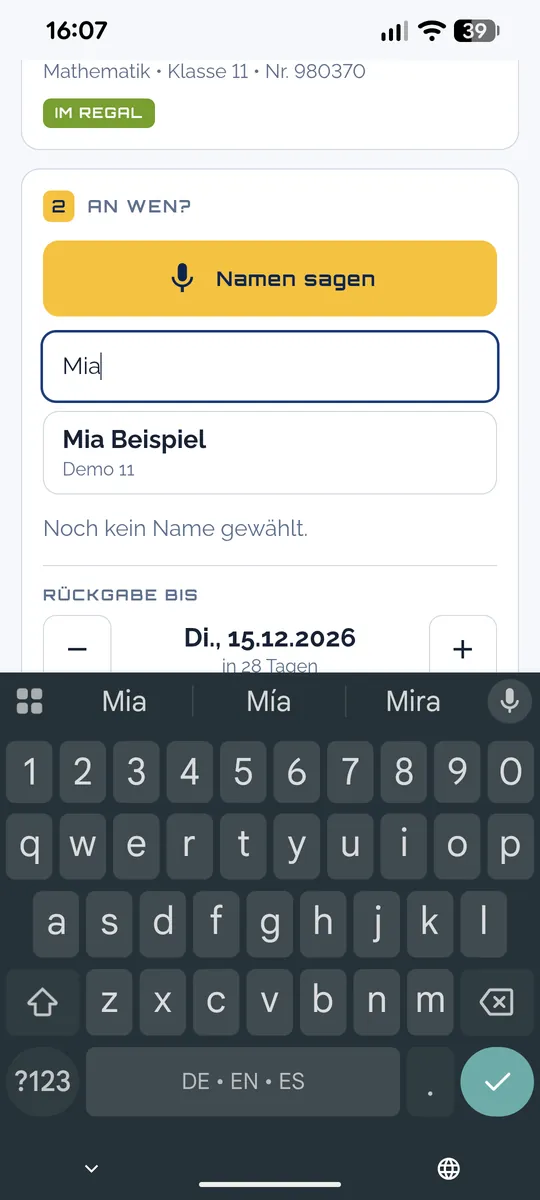 16:07
39
Mathematik • Klasse 11 • Nr. 980370
IM REGAL
2 AN WEN?
Namen sagen
Mia
Mia Beispiel
Demo 11
Noch kein Name gewählt.
RÜCKGABE BIS
− Di., 15.12.2026 +
in 28 Tagen
Mia Mía Mira
1 2 3 4 5 6 7 8 9 0
q w e r t y u i o p
a s d f g h j k l
z x c v b n m
?123 DE • EN • ES .